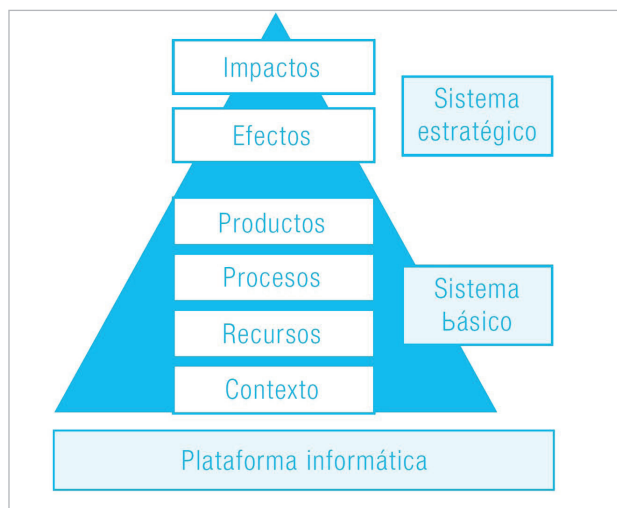 Impactos
Sistema
estratégico
Efectos
Productos
Procesos
Sistema
básico
Recursos
Contexto
Plataforma informática